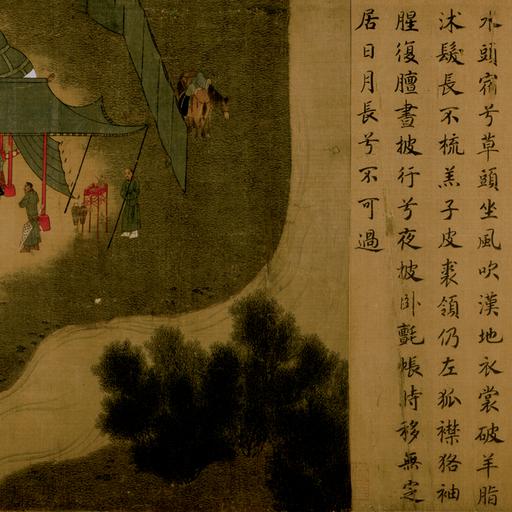 水頭宿兮草頭坐風吹漢地衣裳破羊脂
沐髮長不梳羔子皮裘領仍左狐襟狢袖
腥復膻晝披行兮夜披卧氈帳時移無定
居日月長兮不可過